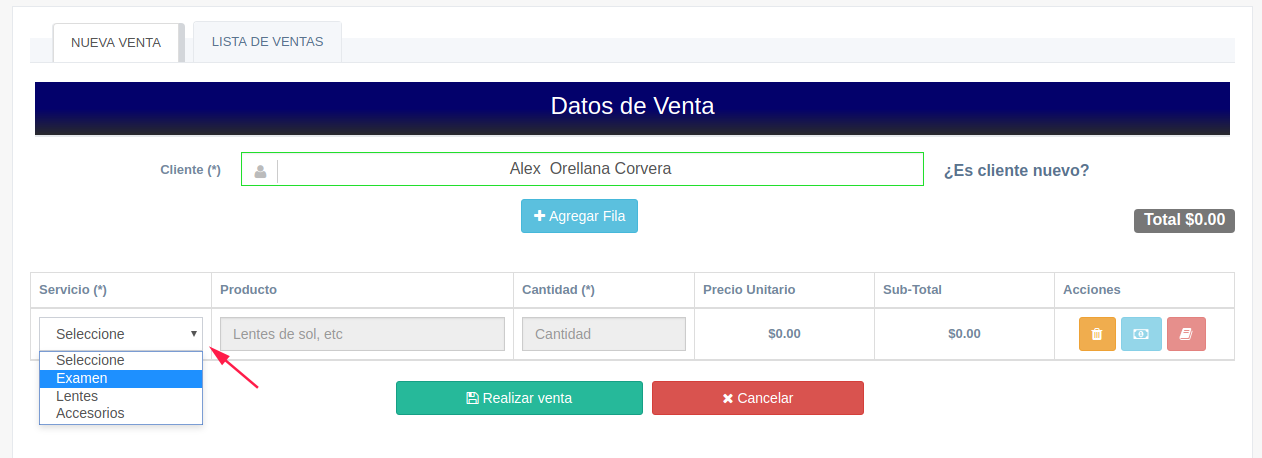 NUEVA VENTA
LISTA DE VENTAS
Datos de Venta
Cliente (*)
Alex  Orellana Corvera
¿Es cliente nuevo?
Agregar Fila
Total $0.00
Servicio (*)
Producto
Cantidad (*)
Precio Unitario
Sub-Total
Acciones
Seleccione
Lentes de sol, etc
Cantidad
$0.00
$0.00
Seleccione
Examen
Lentes
Accesorios
Realizar venta
Cancelar